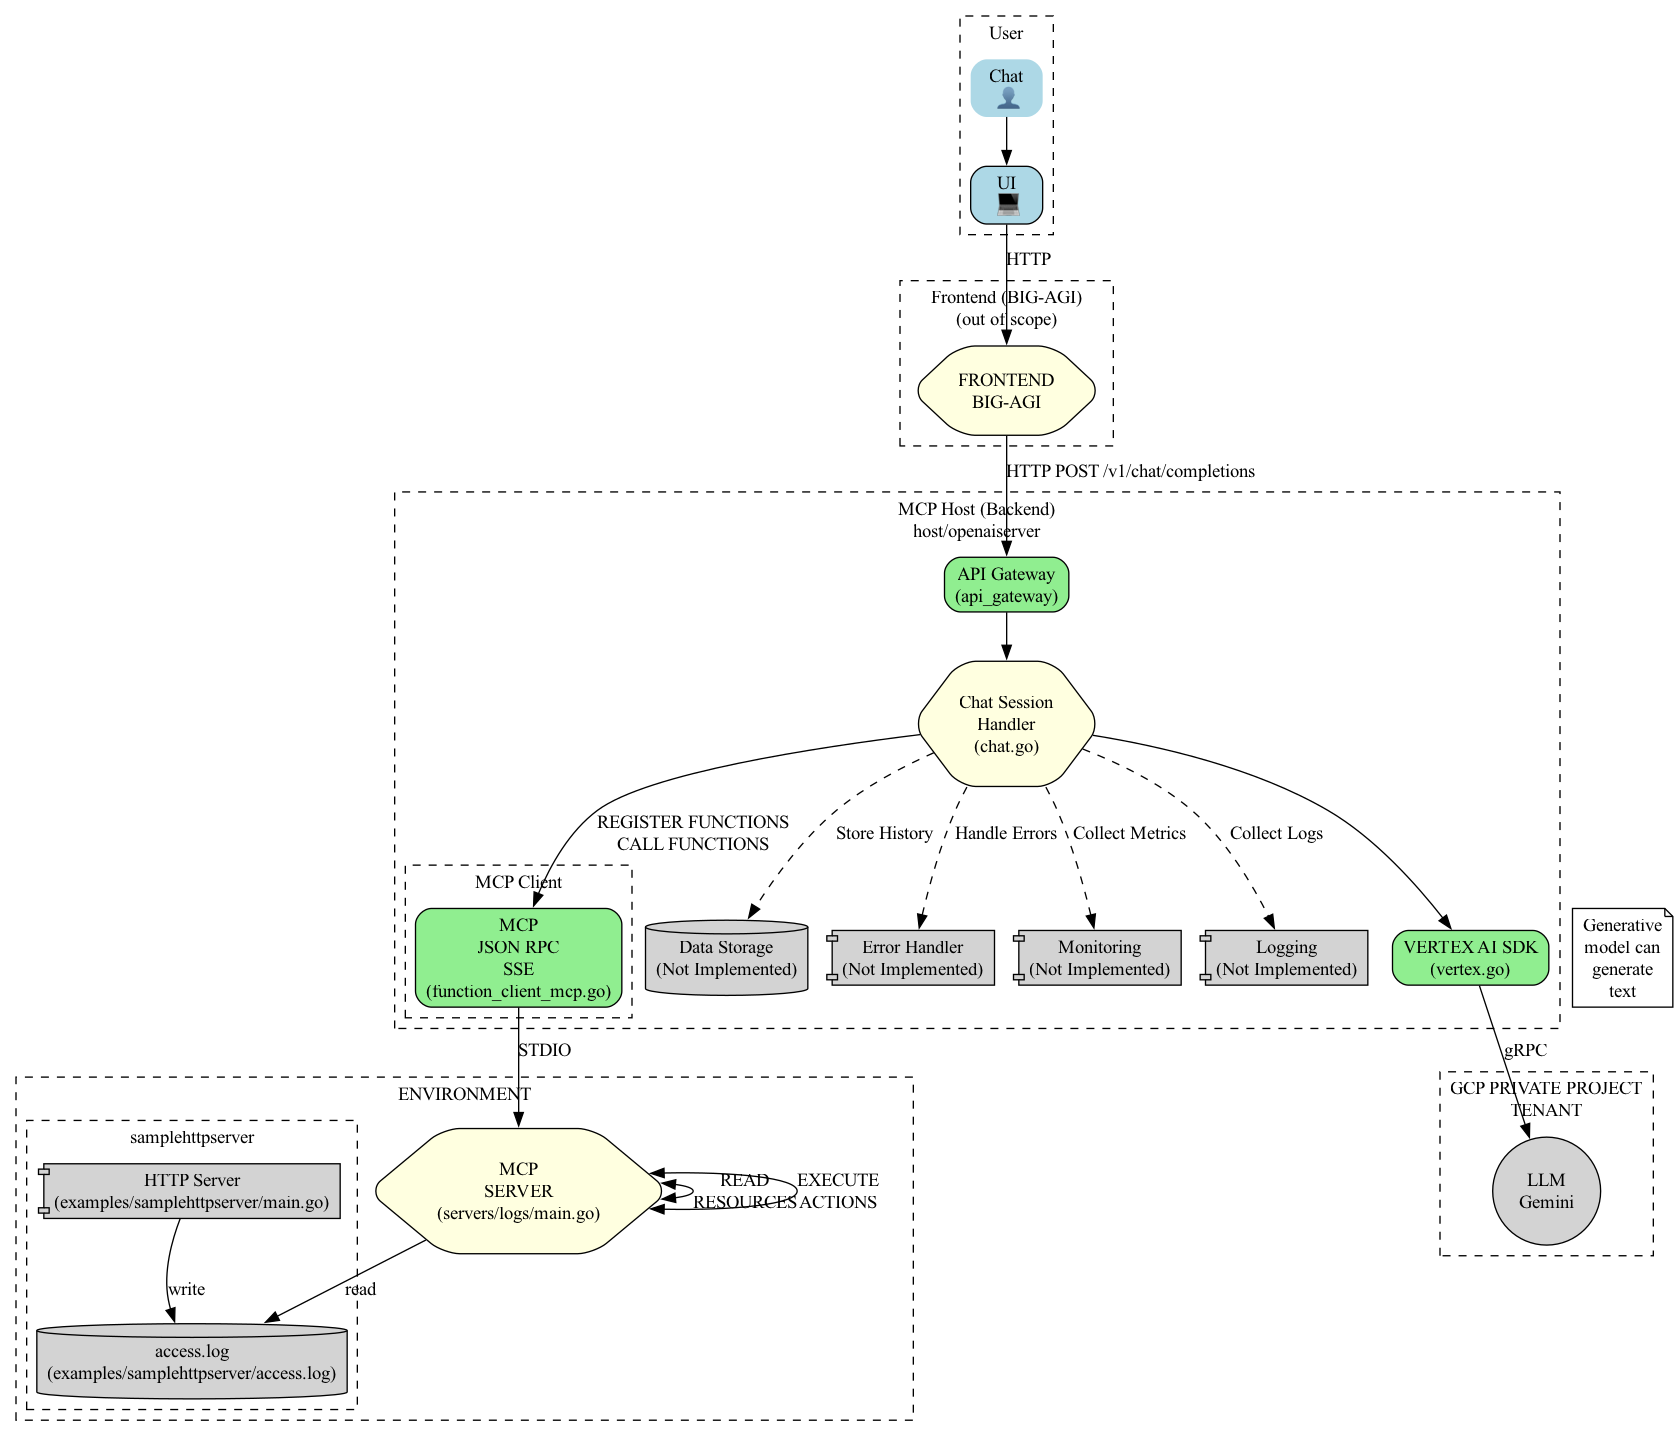 User
Chat
UI
HTTP
Frontend (BIG-AGI)
(out of scope)
FRONTEND
BIG-AGI
HTTP POST /v1/chat/completions
MCP Host (Backend)
host/openaiserver
API Gateway
(api_gateway)
Chat Session
Handler
(chat.go)
REGISTER FUNCTIONS
CALL FUNCTIONS
Store History
Handle Errors
Collect Metrics
Collect Logs
MCP Client
MCP
JSON RPC
SSE
(function_client_mcp.go)
Data Storage
(Not Implemented)
Error Handler
(Not Implemented)
Monitoring
(Not Implemented)
Logging
(Not Implemented)
VERTEX AI SDK
(vertex.go)
Generative
model can
generate
text
STDIO
gRPC
ENVIRONMENT
GCP PRIVATE PROJECT
TENANT
samplehttpserver
HTTP Server
(examples/samplehttpserver/main.go)
MCP
SERVER
(servers/logs/main.go)
READ
RESOURCES
EXECUTE
ACTIONS
LLM
Gemini
write
read
access.log
(examples/samplehttpserver/access.log)